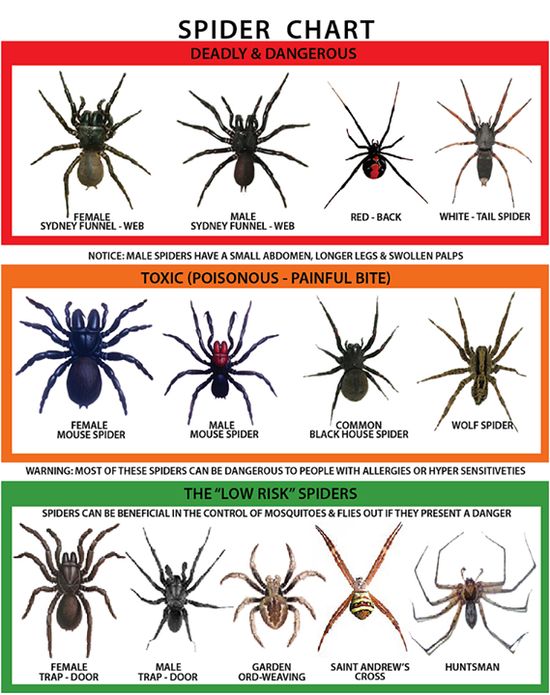 SPIDER CHART
DEADLY & DANGEROUS
FEMALE
SYDNEY FUNNEL - WEB
MALE
SYDNEY FUNNEL - WEB
RED - BACK
WHITE - TAIL SPIDER
NOTICE: MALE SPIDERS HAVE A SMALL ABDOMEN, LONGER LEGS & SWOLLEN PALPS
TOXIC (POISONOUS - PAINFUL BITE)
FEMALE
MOUSE SPIDER
MALE
MOUSE SPIDER
COMMON
BLACK HOUSE SPIDER
WOLF SPIDER
WARNING: MOST OF THESE SPIDERS CAN BE DANGEROUS TO PEOPLE WITH ALLERGIES OR HYPER SENSITIVETIES
THE "LOW RISK" SPIDERS
SPIDERS CAN BE BENEFICIAL IN THE CONTROL OF MOSQUITOES & FLIES OUT IF THEY PRESENT A DANGER
FEMALE
TRAP - DOOR
MALE
TRAP - DOOR
GARDEN
ORD-WEAVING
SAINT ANDREW'S
CROSS
HUNTSMAN